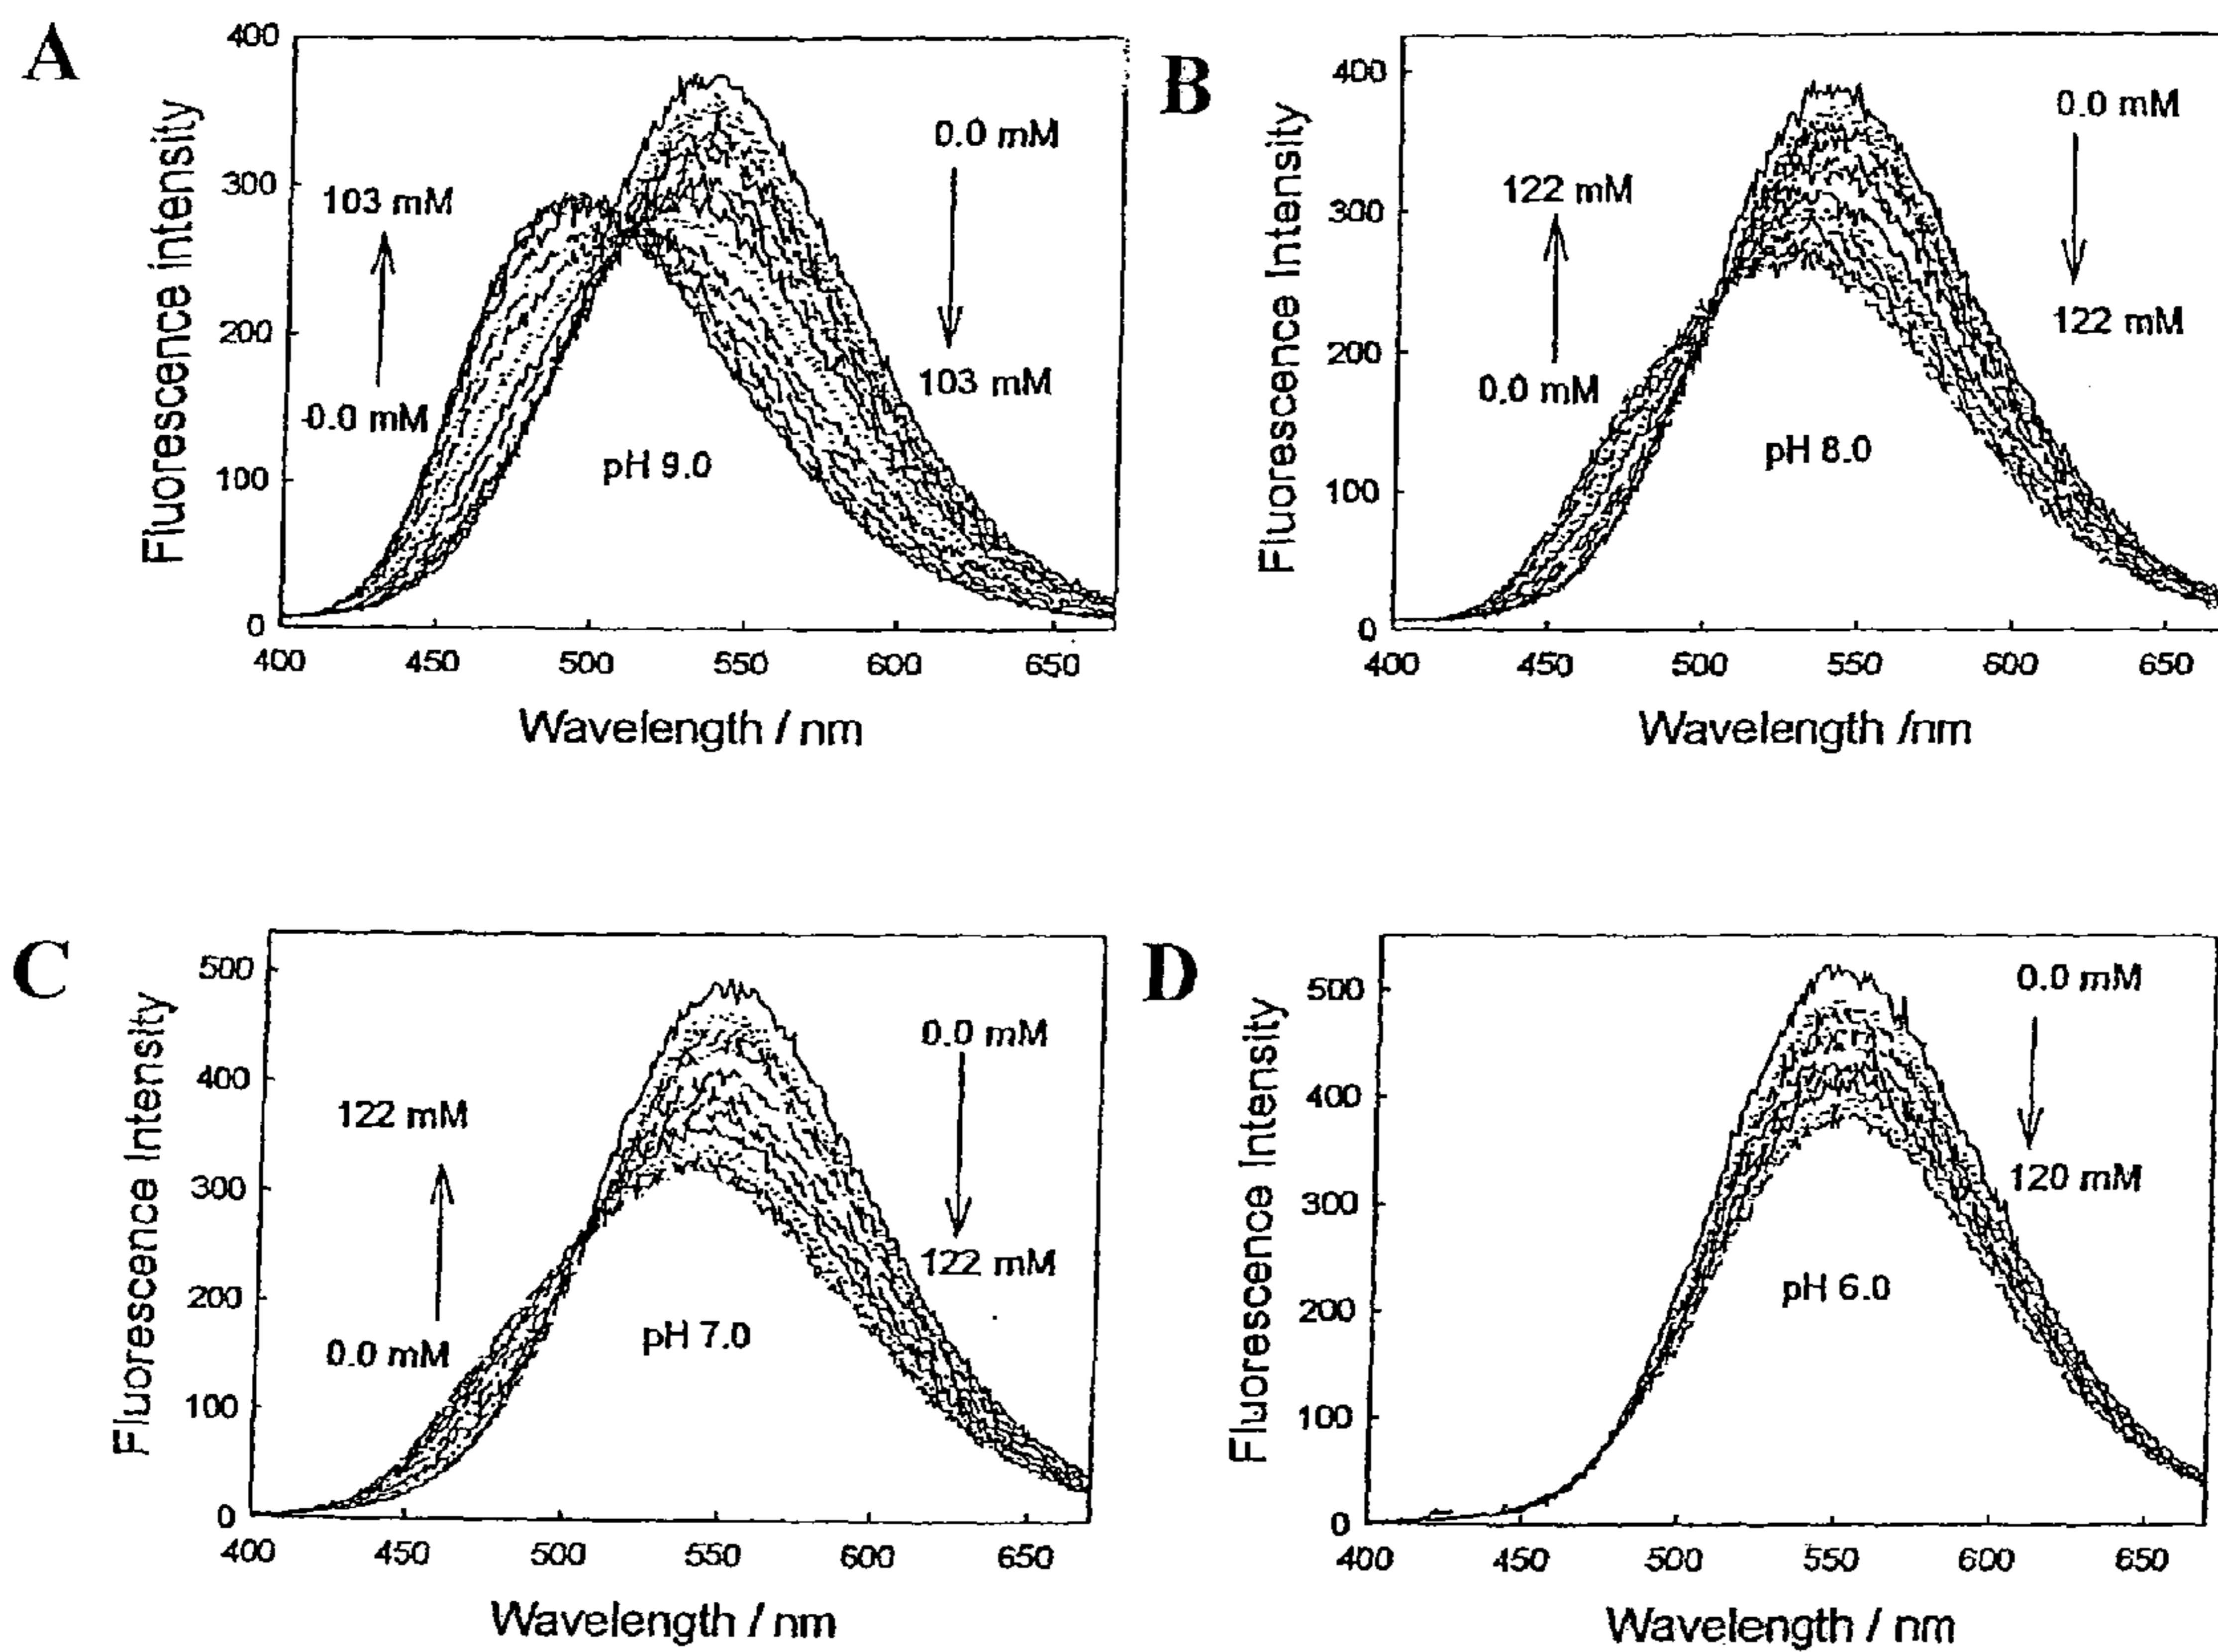 A
Fluorescence intensity
400
300
200
100
0
103 mM
0.0 mM
0.0 mM
103 mM
pH 9.0
400
450
500
550
600
650
Wavelength / nm
B
Fluorescence Intensity
400
300
200
100
0
122 mM
0.0 mM
0.0 mM
122 mM
pH 8.0
400
450
500
550
600
650
Wavelength /nm
C
Fluorescence Intensity
500
400
300
200
100
0
122 mM
0.0 mM
0.0 mM
122 mM
pH 7.0
400
450
500
550
600
650
Wavelength / nm
D
Fluorescence Intensity
500
400
300
200
100
0
0.0 mM
120 mM
pH 6.0
400
450
500
550
600
650
Wavelength / nm